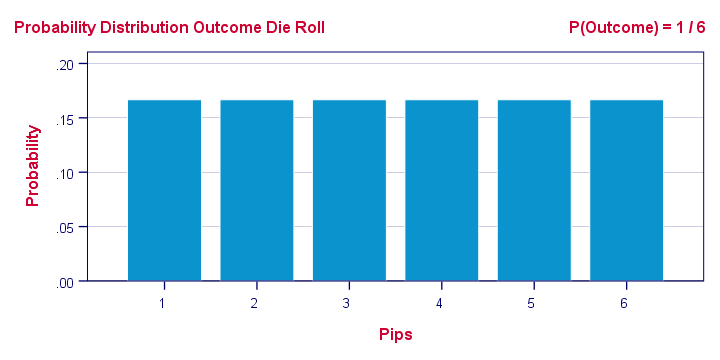 Probability Distribution Outcome Die Roll P(Outcome) = 1 / 6
Probability
.20
.15
.10
.05
.00
1 2 3 4 5 6
Pips